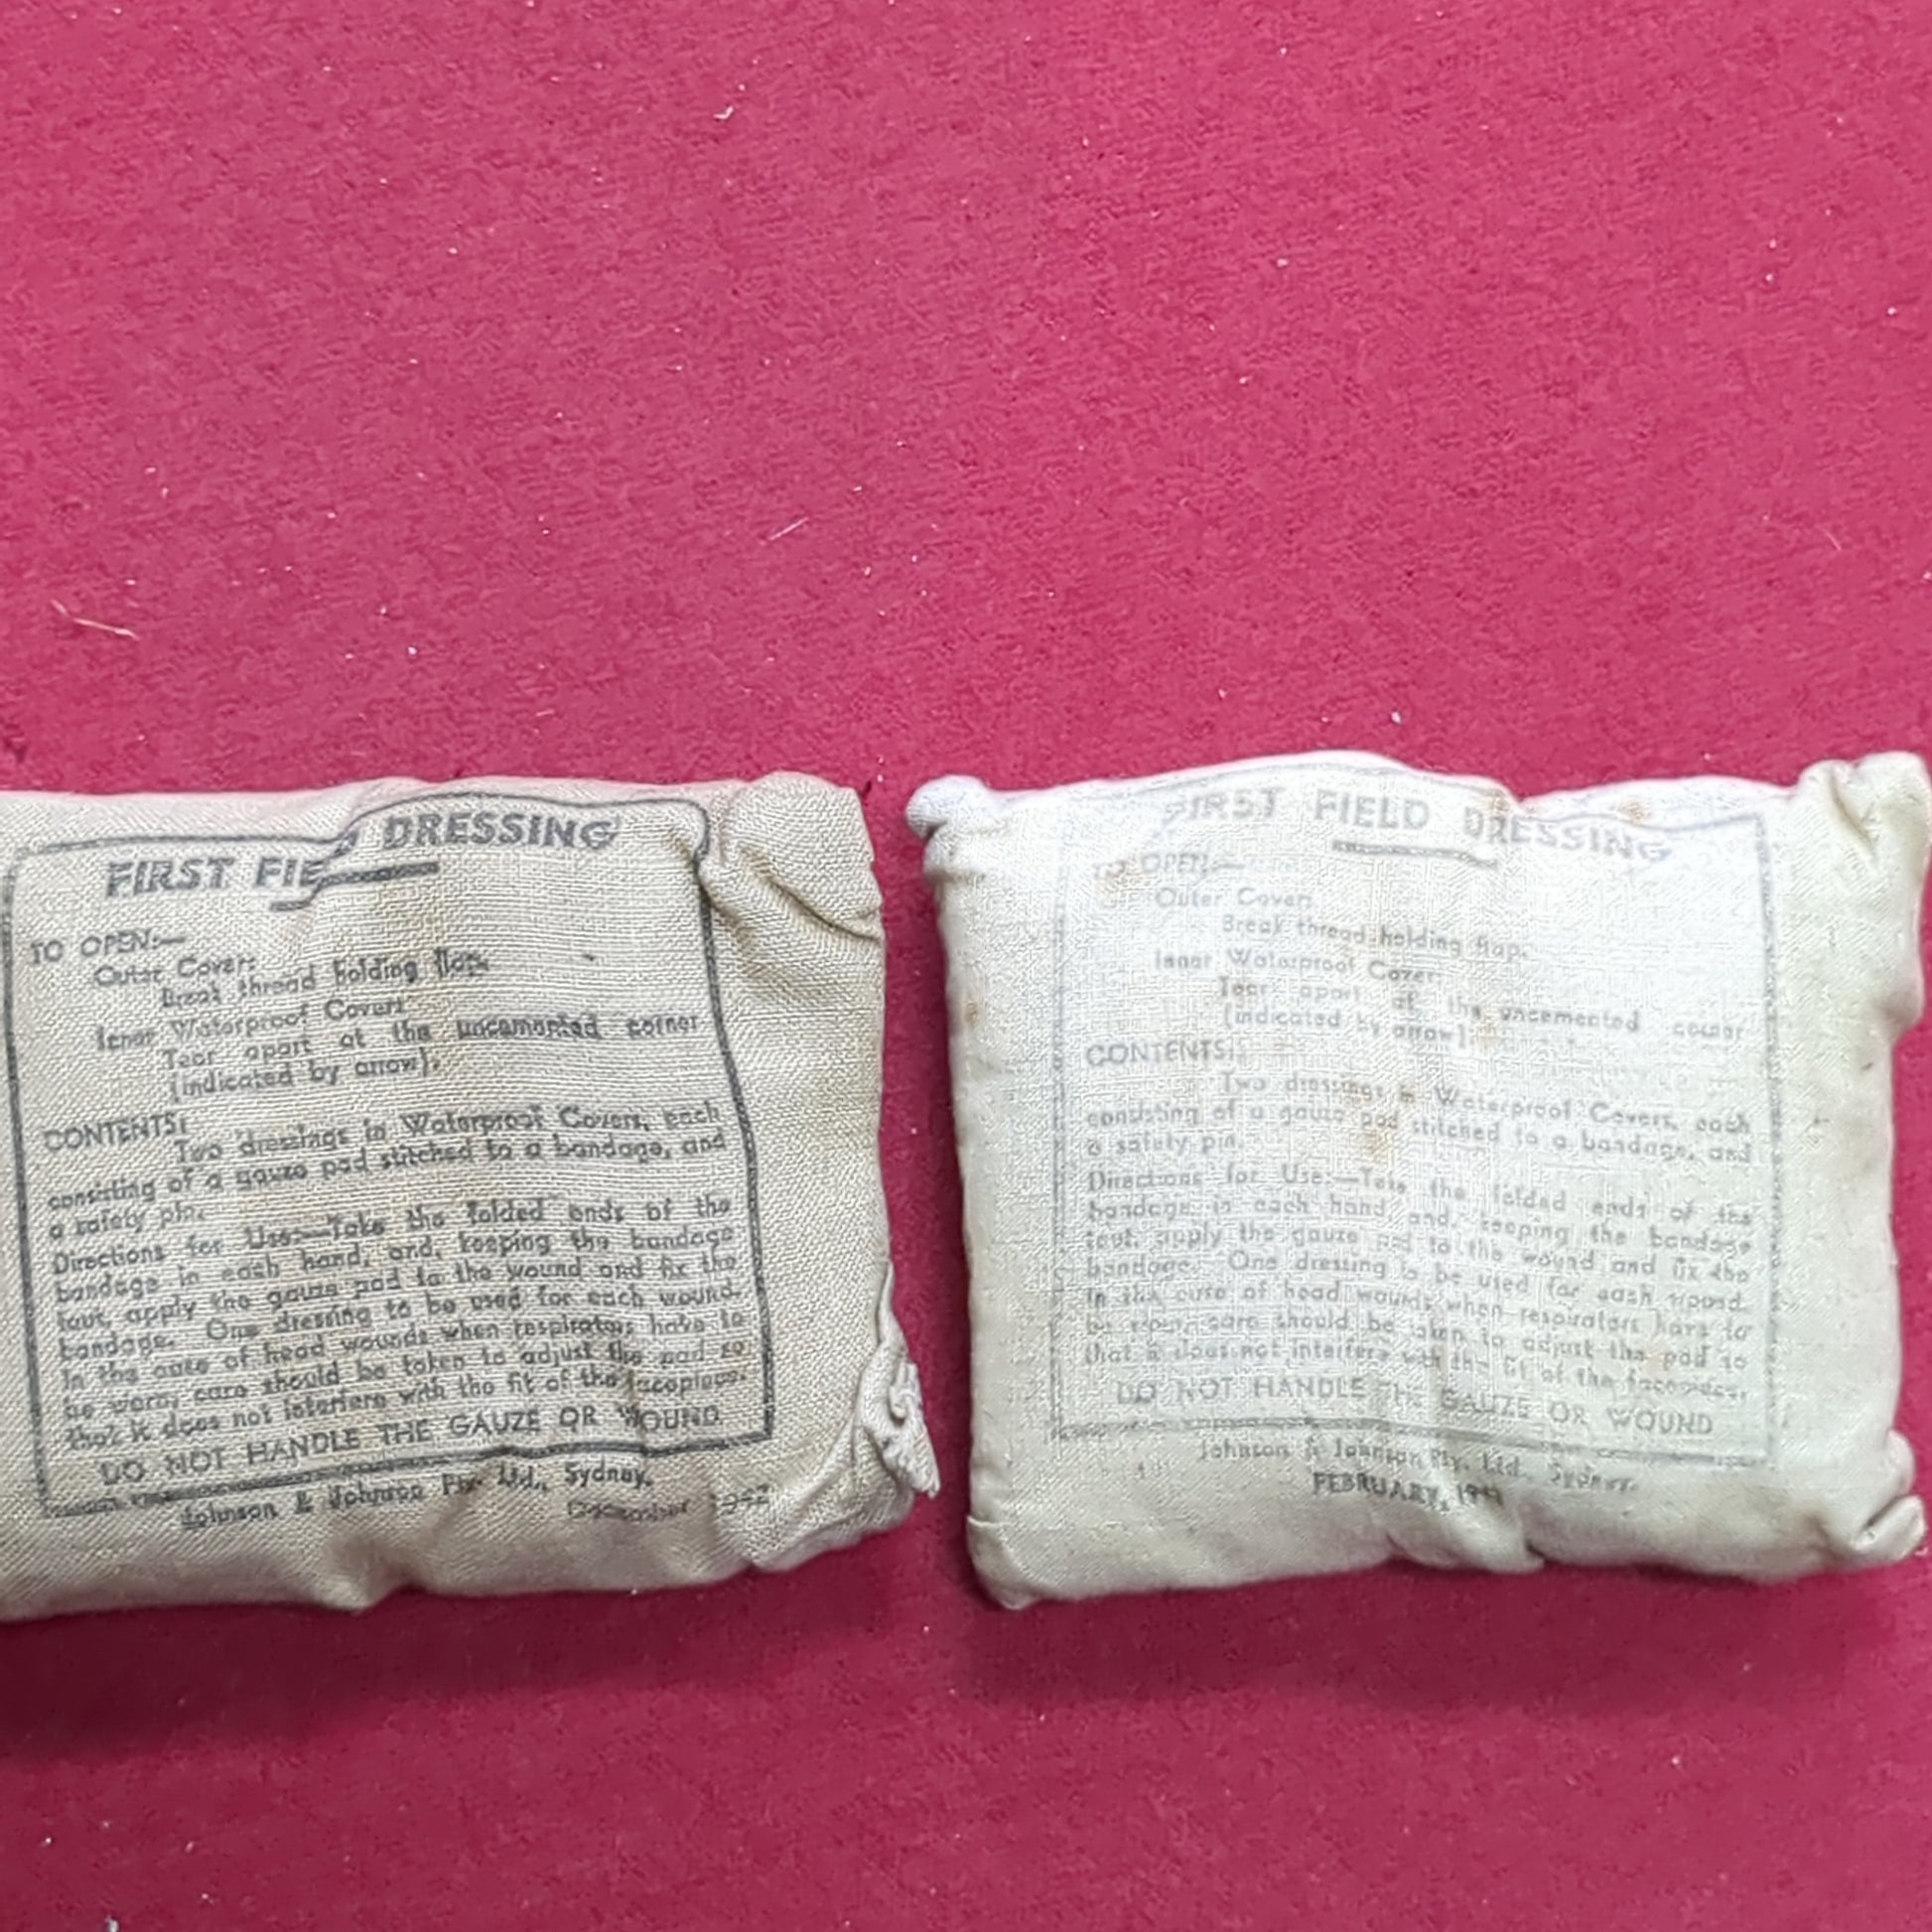 FIRST FIE D DRESSING
TO OPEN:—
Outer Cover:
Break thread holding flap.
Inner Waterproof Cover:
Tear apart at the uncemented corner
(indicated by arrow).
CONTENTS:
Two dressings in Waterproof Covers, each
consisting of a gauze pad stitched to a bandage, and
a safety pin.
Directions for Use:—Take the folded ends of the
bandage in each hand, and, keeping the bandage
taut, apply the gauze pad to the wound and fix the
bandage. One dressing to be used for each wound.
In the case of head wounds when respirators have to
be worn, care should be taken to adjust the pad so
that it does not interfere with the fit of the facepiece.
DO NOT HANDLE THE GAUZE OR WOUND
Johnson & Johnson Pty. Ltd., Sydney.
December 1942
FIRST FIELD DRESSING
TO OPEN:—
Outer Cover:
Break thread holding flap.
Inner Waterproof Cover:
Tear apart at the uncemented corner
(indicated by arrow).
CONTENTS:
Two dressings in Waterproof Covers, each
consisting of a gauze pad stitched to a bandage, and
a safety pin.
Directions for Use:—Take the folded ends of the
bandage in each hand, and, keeping the bandage
taut, apply the gauze pad to the wound and fix the
bandage. One dressing to be used for each wound.
In the case of head wounds when respirators have to
be worn, care should be taken to adjust the pad so
that it does not interfere with the fit of the facepiece.
DO NOT HANDLE THE GAUZE OR WOUND
Johnson & Johnson Pty. Ltd., Sydney.
FEBRUARY,